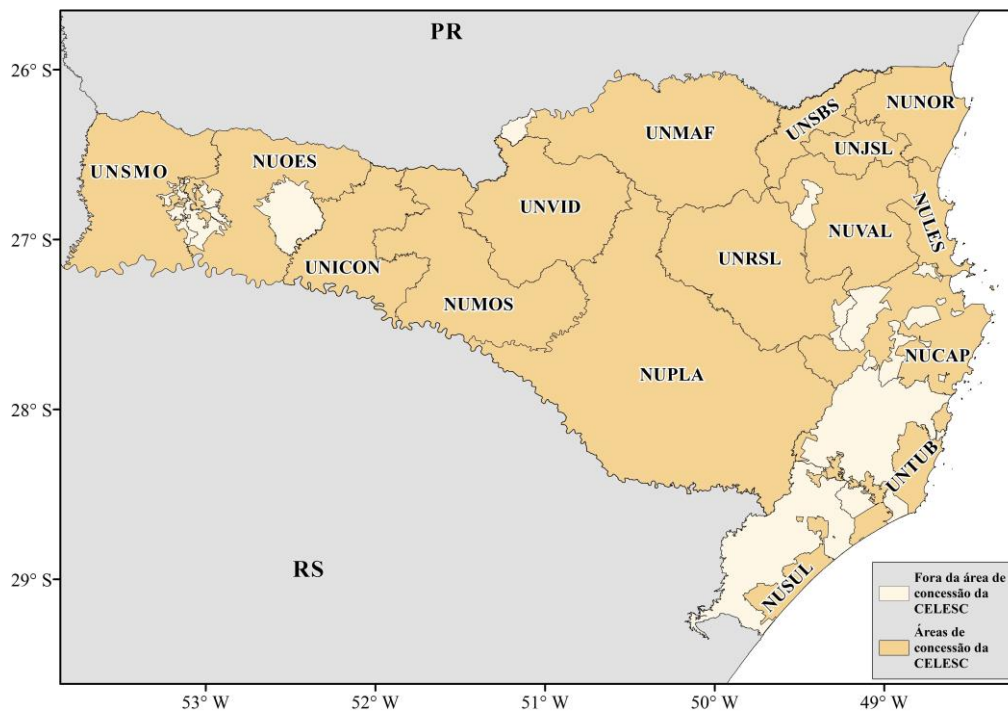 PR
26° S
27° S
28° S
29° S
UNSMO
NUOES
UNICON
NUMOS
UNVID
UNMAF
UNSBS
NUNOR
UNJSL
NULES
NUVAL
UNRSL
NUPLA
NUCAP
UNTUB
NUSUL
RS
Fora da área de
concessão da
CELESC
Áreas de
concessão da
CELESC
53° W
52° W
51° W
50° W
49° W